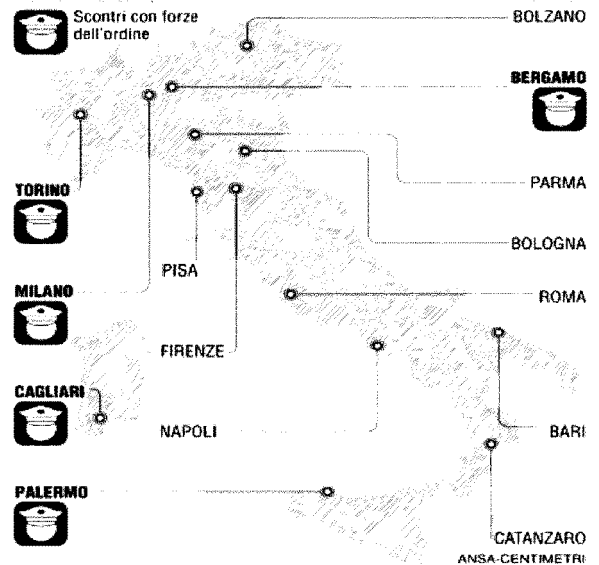 Scontri con forze
dell'ordine
BOLZANO
BERGAMO
TORINO
PARMA
BOLOGNA
PISA
MILANO
ROMA
FIRENZE
CAGLIARI
NAPOLI
BARI
PALERMO
CATANZARO
ANSA-CENTIMETRI